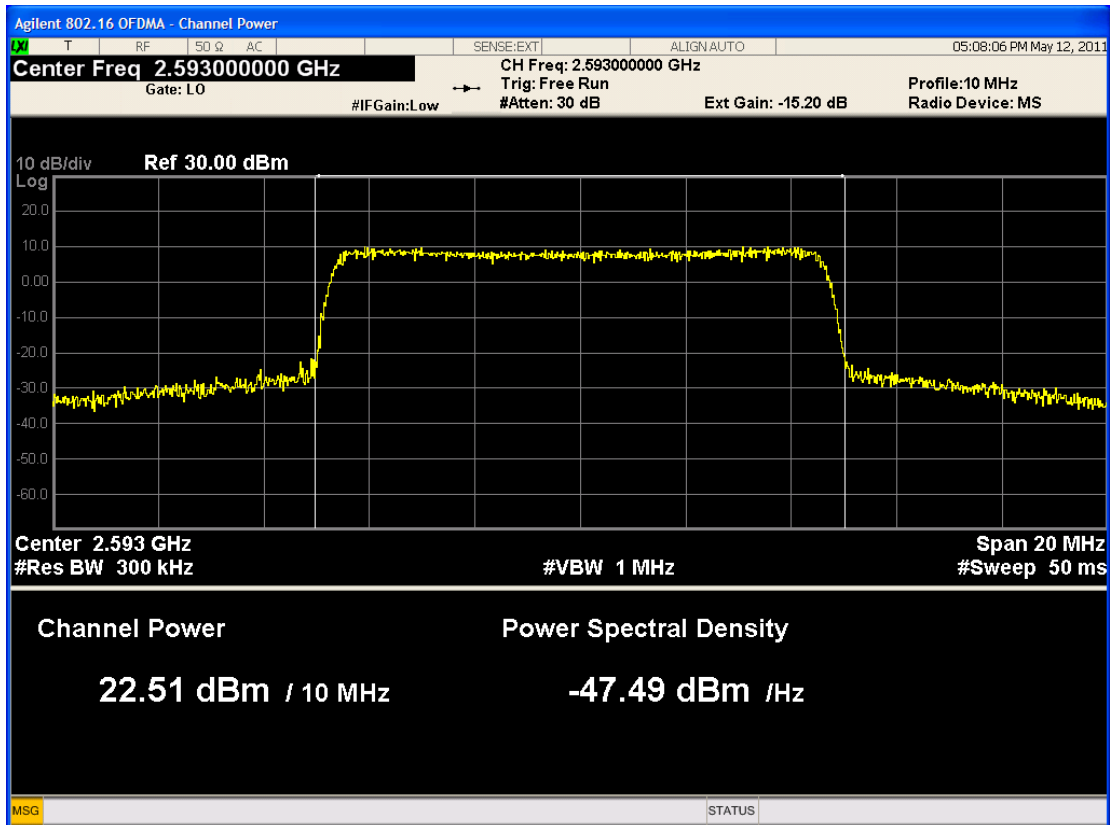 Agilent 802.16 OFDMA - Channel Power
LXI T RF 50 Ω AC SENSE:EXT ALIGN AUTO 05:08:06 PM May 12, 2011
Center Freq 2.593000000 GHz CH Freq: 2.593000000 GHz
Gate: LO Trig: Free Run Profile:10 MHz
#IFGain:Low #Atten: 30 dB Ext Gain: -15.20 dB Radio Device: MS
10 dB/div Ref 30.00 dBm
Log
20.0
10.0
0.00
-10.0
-20.0
-30.0
-40.0
-50.0
-60.0
Center 2.593 GHz Span 20 MHz
#Res BW 300 kHz #VBW 1 MHz #Sweep 50 ms
Channel Power Power Spectral Density
22.51 dBm / 10 MHz -47.49 dBm /Hz
MSG STATUS